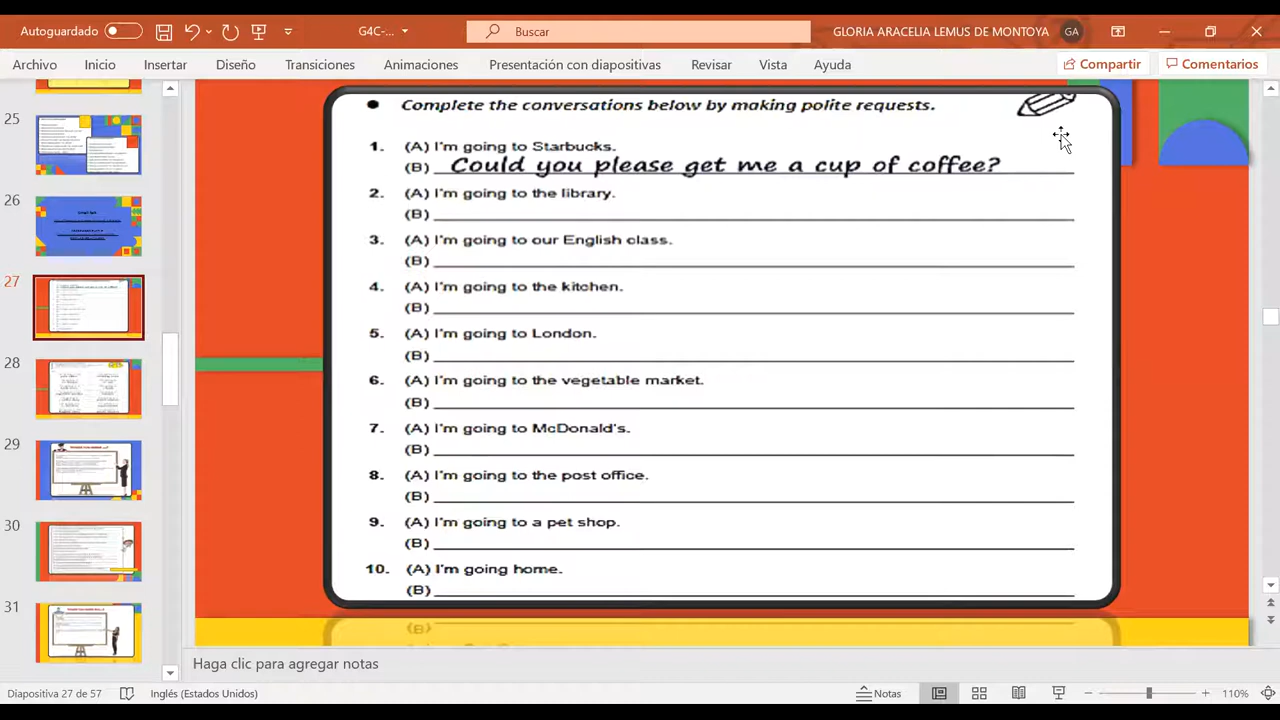 Autoguardado
G4C-...
Buscar
GLORIA ARACELIA LEMUS DE MONTOYA GA
Archivo Inicio Insertar Diseño Transiciones Animaciones Presentación con diapositivas Revisar Vista Ayuda Compartir Comentarios
25
26
27
28
29
30
31
Complete the conversations below by making polite requests.
1. (A) I'm going to Starbucks.
(B) Could you please get me a cup of coffee?
2. (A) I'm going to the library.
(B)
3. (A) I'm going to our English class.
(B)
4. (A) I'm going to the kitchen.
(B)
5. (A) I'm going to London.
(B)
6. (A) I'm going to the vegetable market.
(B)
7. (A) I'm going to McDonald's.
(B)
8. (A) I'm going to the post office.
(B)
9. (A) I'm going to a pet shop.
(B)
10. (A) I'm going home.
(B)
(B)
Haga clic para agregar notas
Diapositiva 27 de 57 Inglés (Estados Unidos) Notas 110%